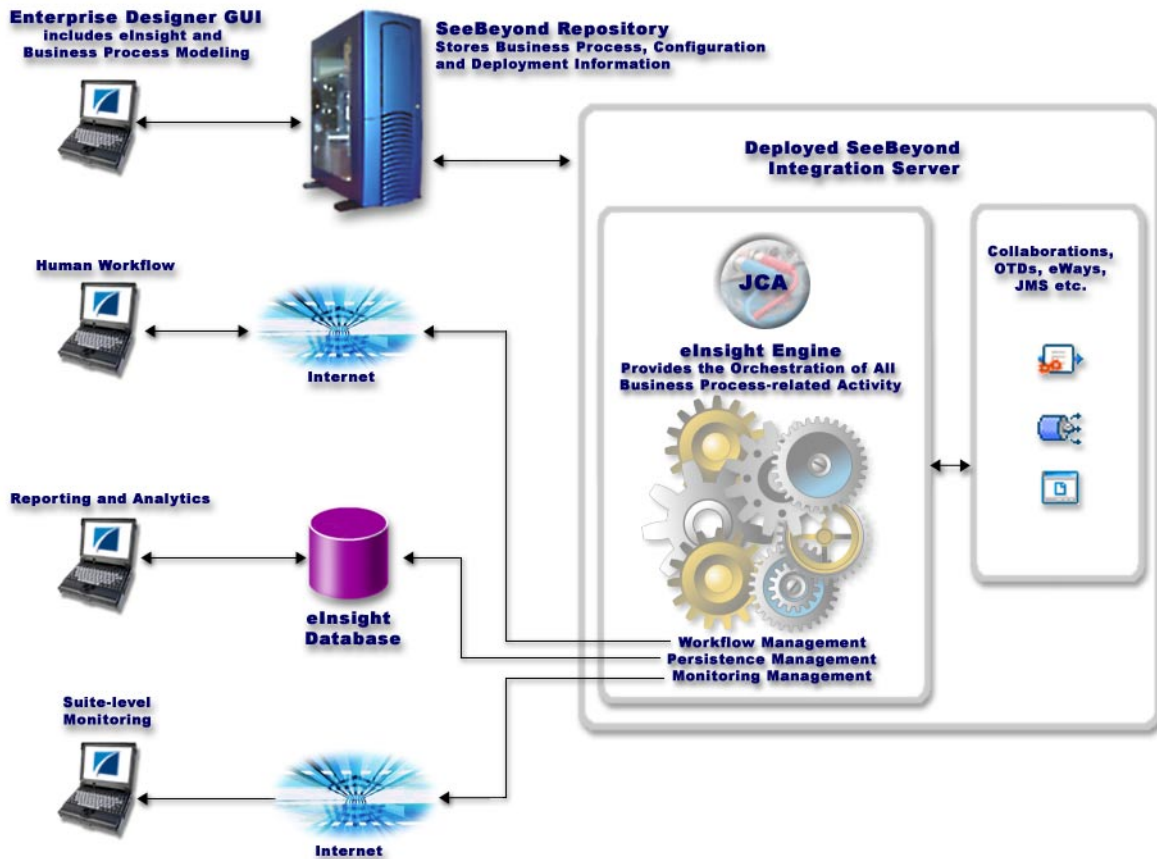 Enterprise Designer GUI
includes eInsight and
Business Process Modeling
SeeBeyond Repository
Stores Business Process, Configuration
and Deployment Information
Deployed SeeBeyond
Integration Server
Human Workflow
Internet
JCA
eInsight Engine
Provides the Orchestration of All
Business Process-related Activity
Collaborations,
OTDs, eWays,
JMS etc.
Reporting and Analytics
eInsight
Database
Workflow Management
Persistence Management
Monitoring Management
Suite-level
Monitoring
Internet